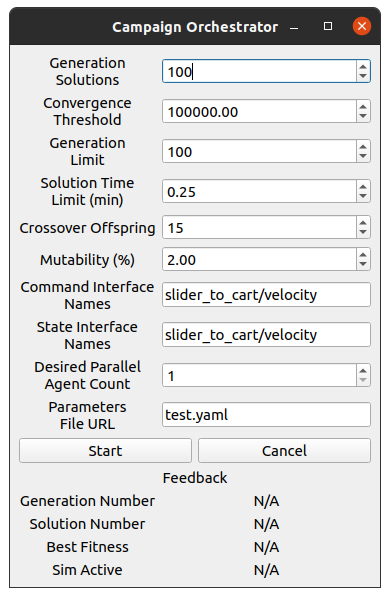 Campaign Orchestrator
Generation
Solutions
100
Convergence
Threshold
100000.00
Generation
Limit
100
Solution Time
Limit (min)
0.25
Crossover Offspring
15
Mutability (%)
2.00
Command Interface
Names
slider_to_cart/velocity
State Interface
Names
slider_to_cart/velocity
Desired Parallel
Agent Count
1
Parameters
File URL
test.yaml
Start
Cancel
Feedback
Generation Number
N/A
Solution Number
N/A
Best Fitness
N/A
Sim Active
N/A